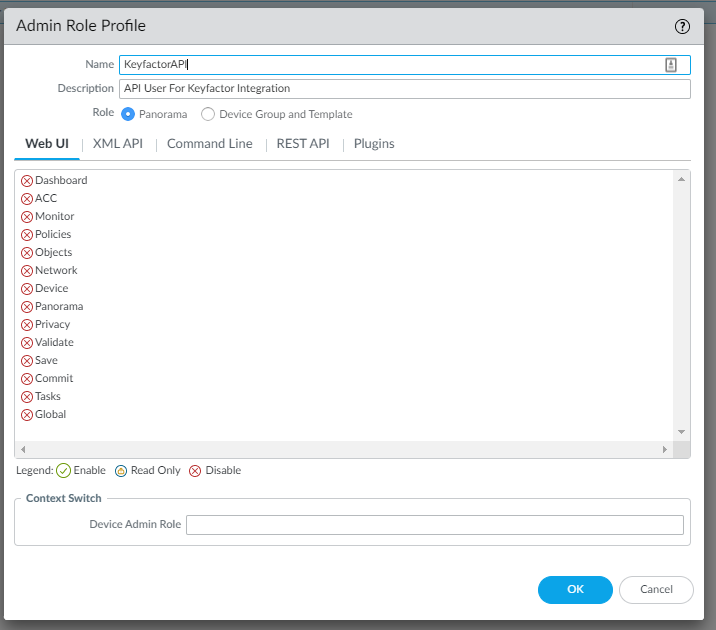 Admin Role Profile
Name KeyfactorAPI
Description API User For Keyfactor Integration
Role Panorama Device Group and Template
Web UI XML API Command Line REST API Plugins
Dashboard
ACC
Monitor
Policies
Objects
Network
Device
Panorama
Privacy
Validate
Save
Commit
Tasks
Global
Legend: Enable Read Only Disable
Context Switch
Device Admin Role
OK Cancel